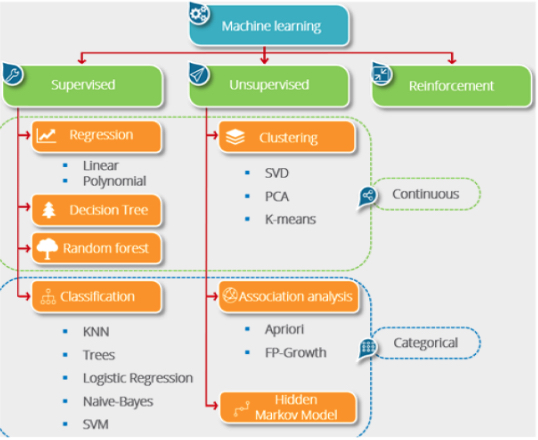 Machine learning
Supervised
Unsupervised
Reinforcement
Regression
Linear
Polynomial
Decision Tree
Random forest
Clustering
SVD
PCA
K-means
Continuous
Classification
KNN
Trees
Logistic Regression
Naive-Bayes
SVM
Association analysis
Apriori
FP-Growth
Hidden
Markov Model
Categorical